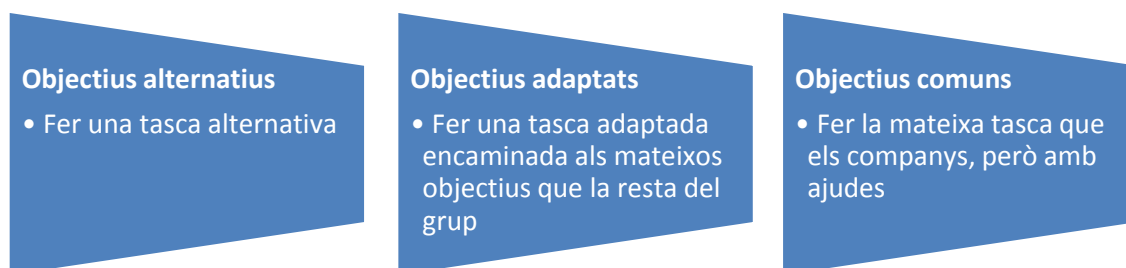 Objectius alternatius
• Fer una tasca alternativa
Objectius adaptats
• Fer una tasca adaptada
encaminada als mateixos
objectius que la resta del
grup
Objectius comuns
• Fer la mateixa tasca que
els companys, però amb
ajudes